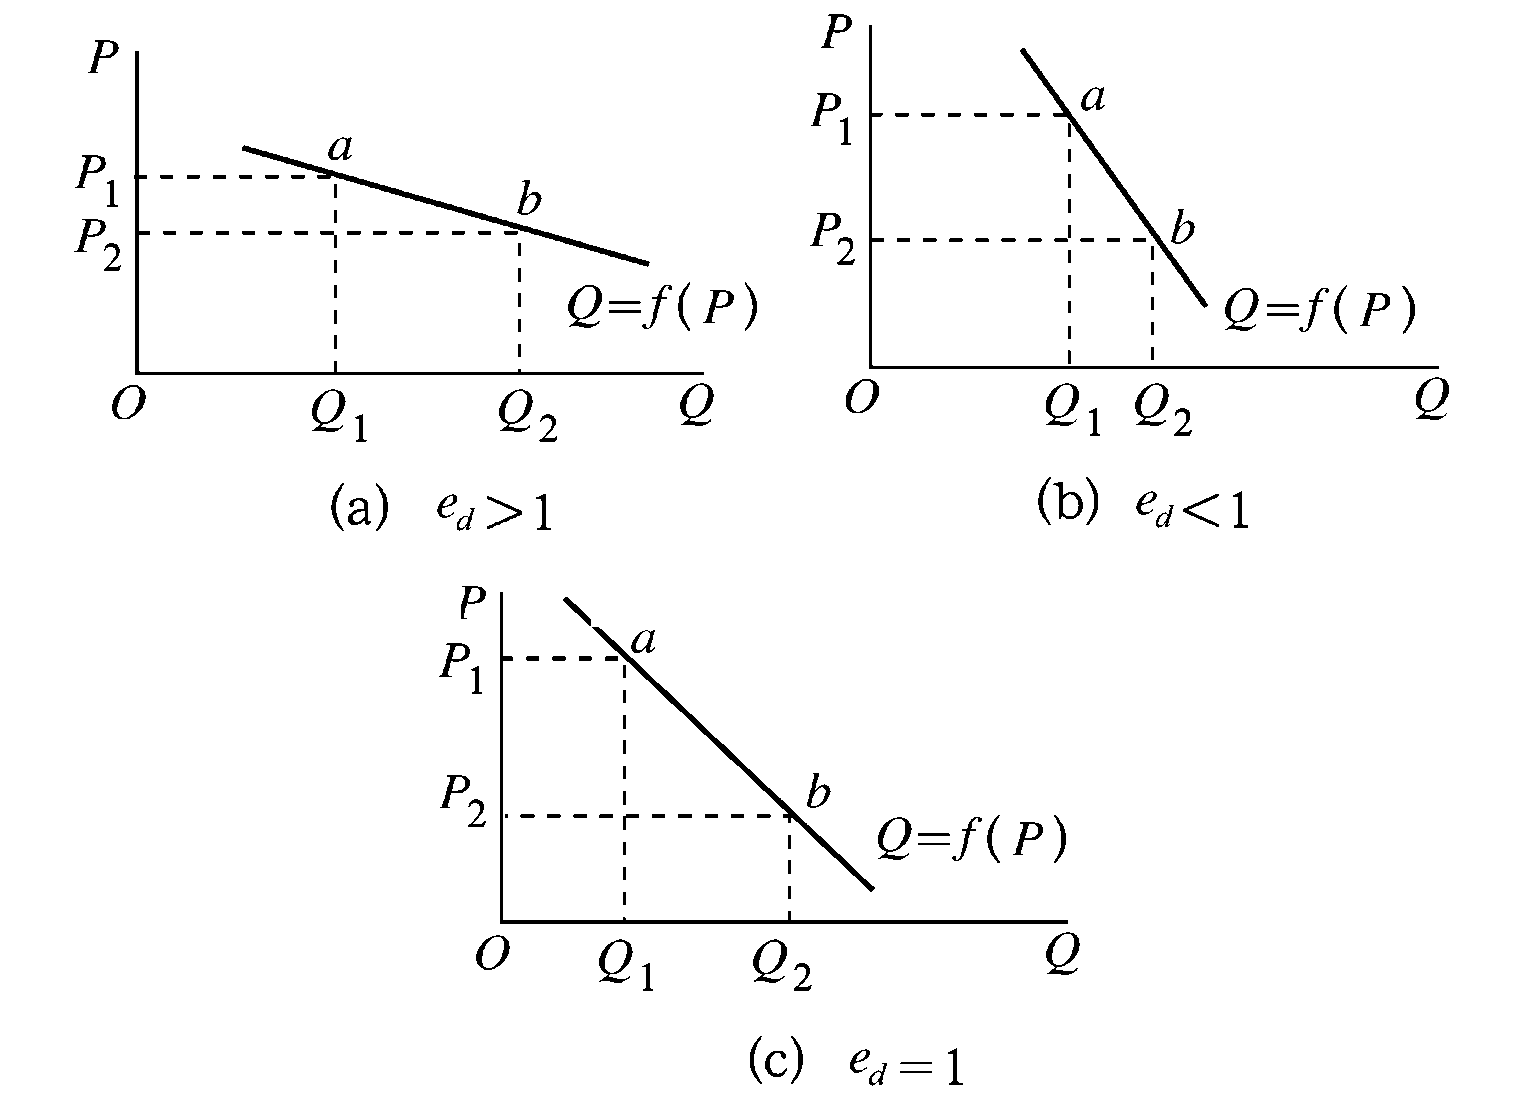 P
P1
a
P2
b
Q=f(P)
O
Q1
Q2
Q
(a) ed>1
P
P1
a
P2
b
Q=f(P)
O
Q1
Q2
Q
(b) ed<1
P
P1
a
P2
b
Q=f(P)
O
Q1
Q2
Q
(c) ed=1